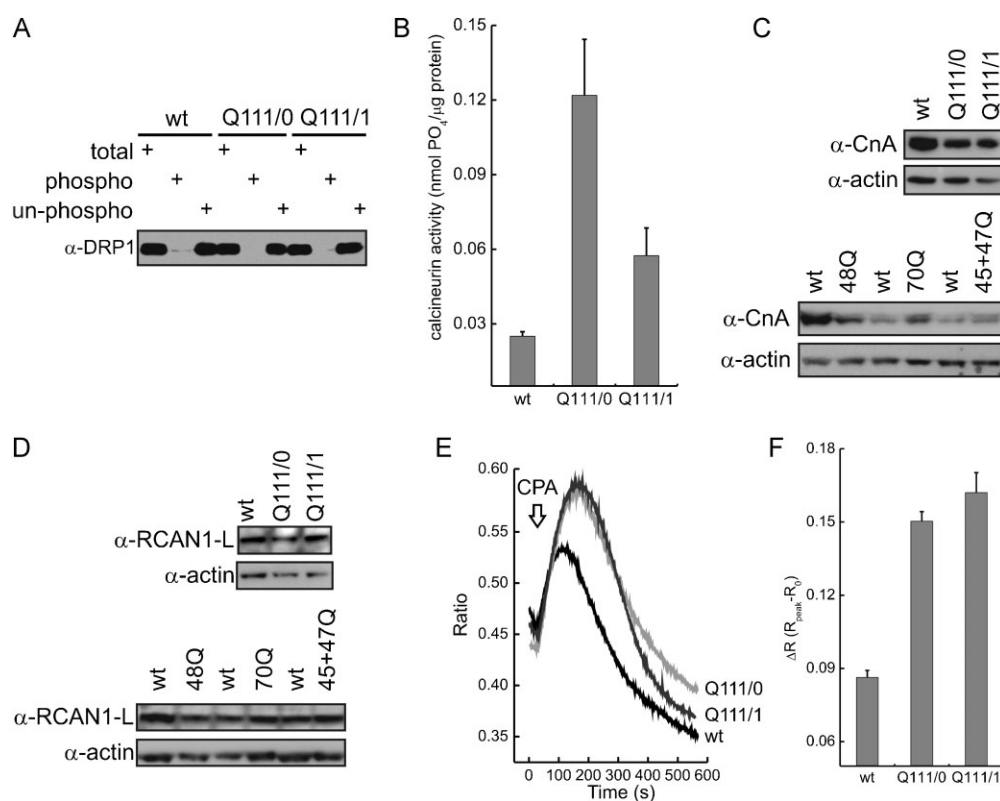 A
wt Q111/0 Q111/1
total + + +
phospho + + +
un-phospho + + +
α-DRP1
B
calcineurin activity (nmol PO4/μg protein)
0.15
0.12
0.09
0.06
0.03
wt Q111/0 Q111/1
C
wt Q111/0 Q111/1
α-CnA
α-actin
wt 48Q wt 70Q wt 45+47Q
α-CnA
α-actin
D
wt Q111/0 Q111/1
α-RCAN1-L
α-actin
wt 48Q wt 70Q wt 45+47Q
α-RCAN1-L
α-actin
E
Ratio
0.60
0.55
0.50
0.45
0.40
0.35
CPA
Q111/0
Q111/1
wt
0 100 200 300 400 500 600
Time (s)
F
ΔR (Rpeak-R0)
0.18
0.15
0.12
0.09
0.06
wt Q111/0 Q111/1